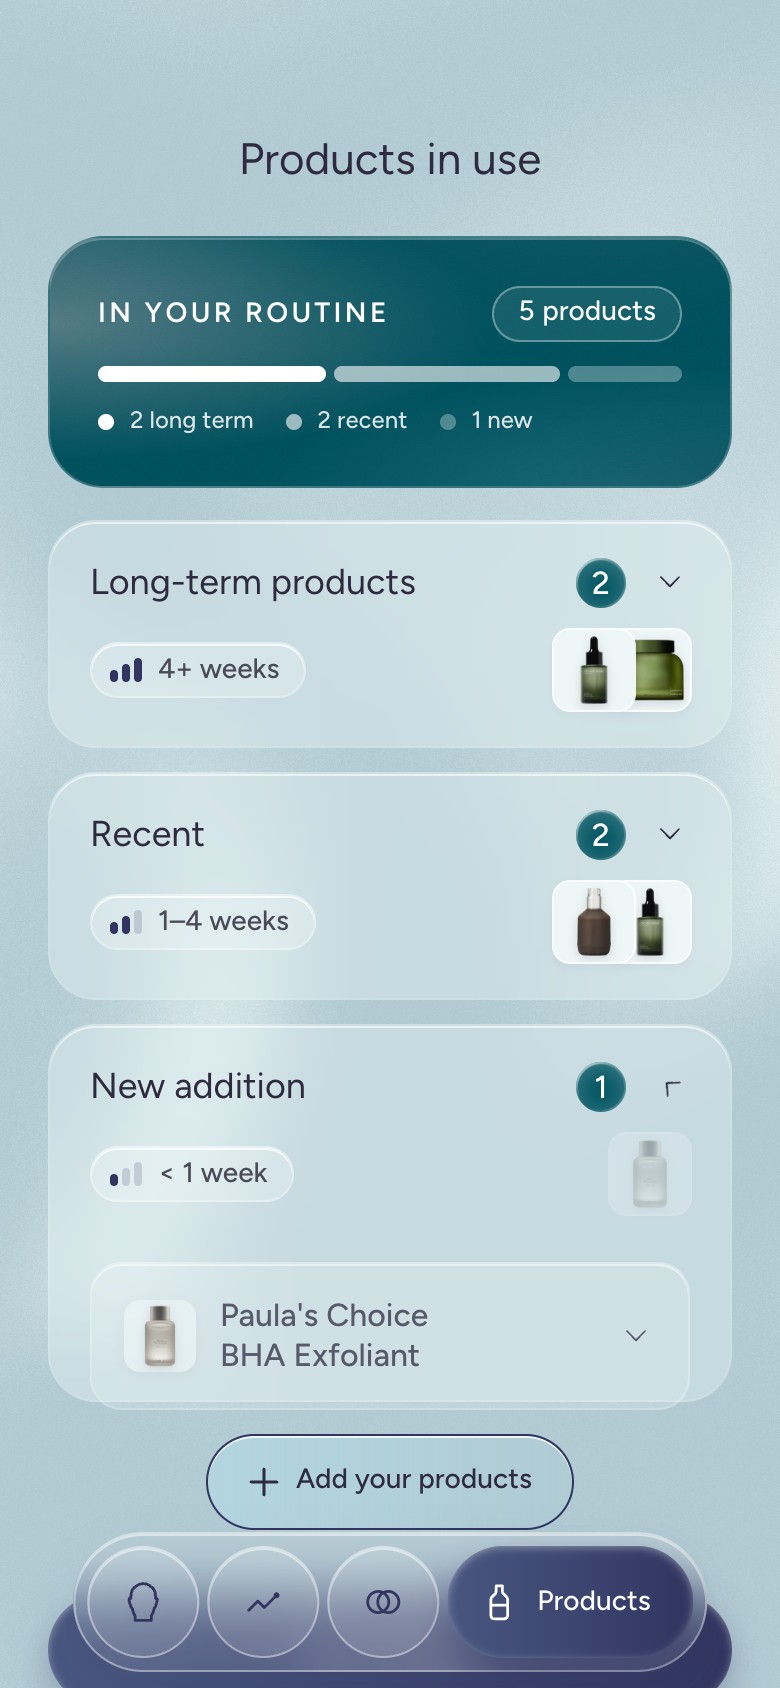 Products in use
IN YOUR ROUTINE
5 products
2 long term
2 recent
1 new
Long-term products
2
4+ weeks
Recent
2
1–4 weeks
New addition
1
< 1 week
Paula's Choice
BHA Exfoliant
Add your products
Products